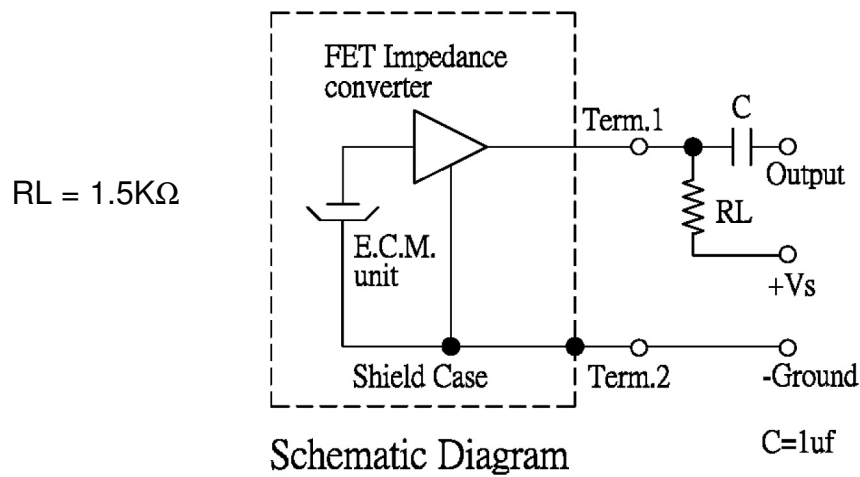 FET Impedance
converter
Term.1
C
Output
RL = 1.5KΩ
RL
E.C.M.
unit
+Vs
Shield Case
Term.2
-Ground
Schematic Diagram
C=1uf